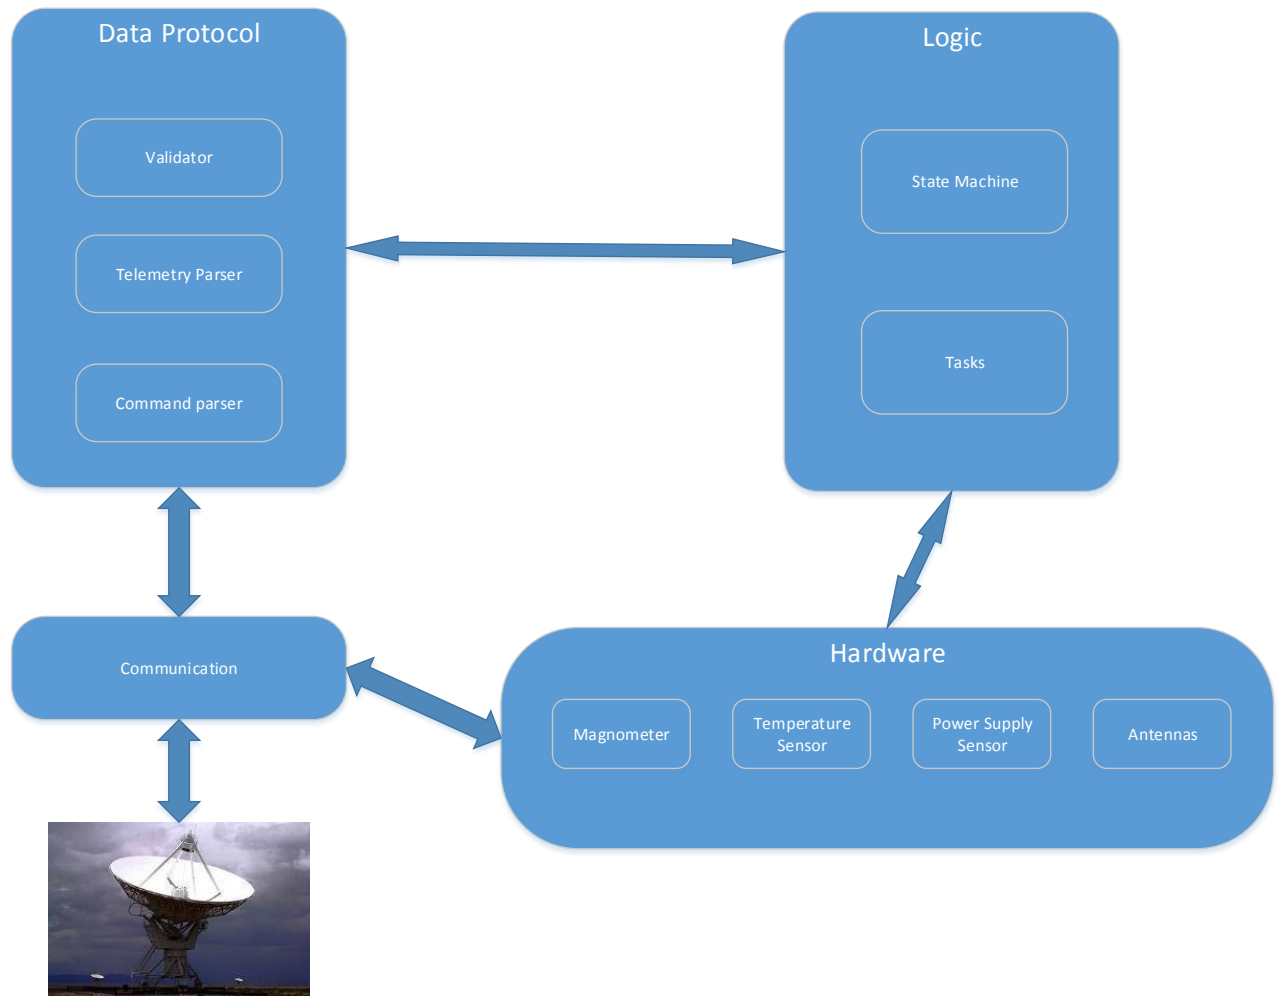 Data Protocol
Validator
Telemetry Parser
Command parser
Logic
State Machine
Tasks
Communication
Hardware
Magnometer
Temperature
Sensor
Power Supply
Sensor
Antennas